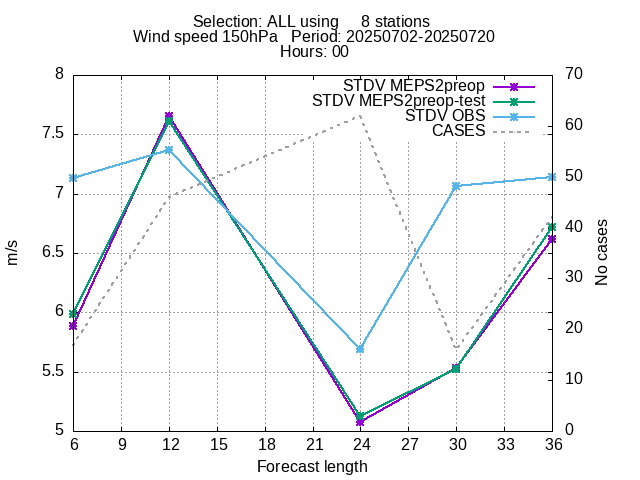 Selection: ALL using 8 stations
Wind speed 150hPa Period: 20250702-20250720
Hours: 00
STDV MEPS2preop
STDV MEPS2preop-test
STDV OBS
CASES
8
7.5
7
6.5
6
5.5
5
m/s
70
60
50
40
30
20
10
0
No cases
6 9 12 15 18 21 24 27 30 33 36
Forecast length